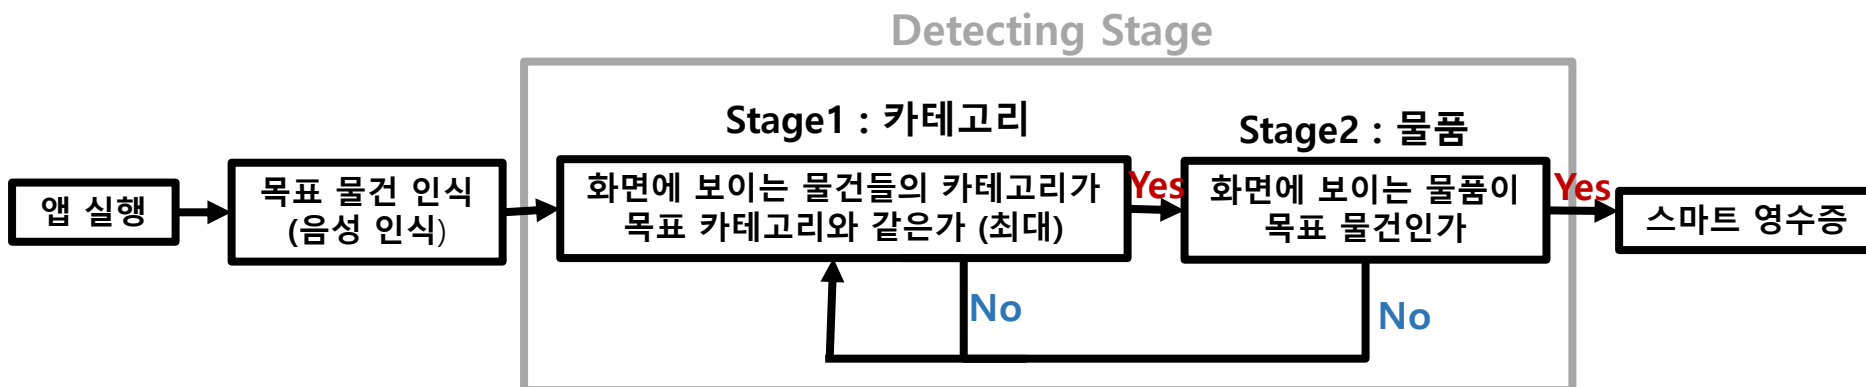 Detecting Stage
Stage1 : 카테고리
Stage2 : 물품
앱 실행
목표 물건 인식
(음성 인식)
화면에 보이는 물건들의 카테고리가
목표 카테고리와 같은가 (최대)
Yes
화면에 보이는 물품이
목표 물건인가
Yes
스마트 영수증
No
No